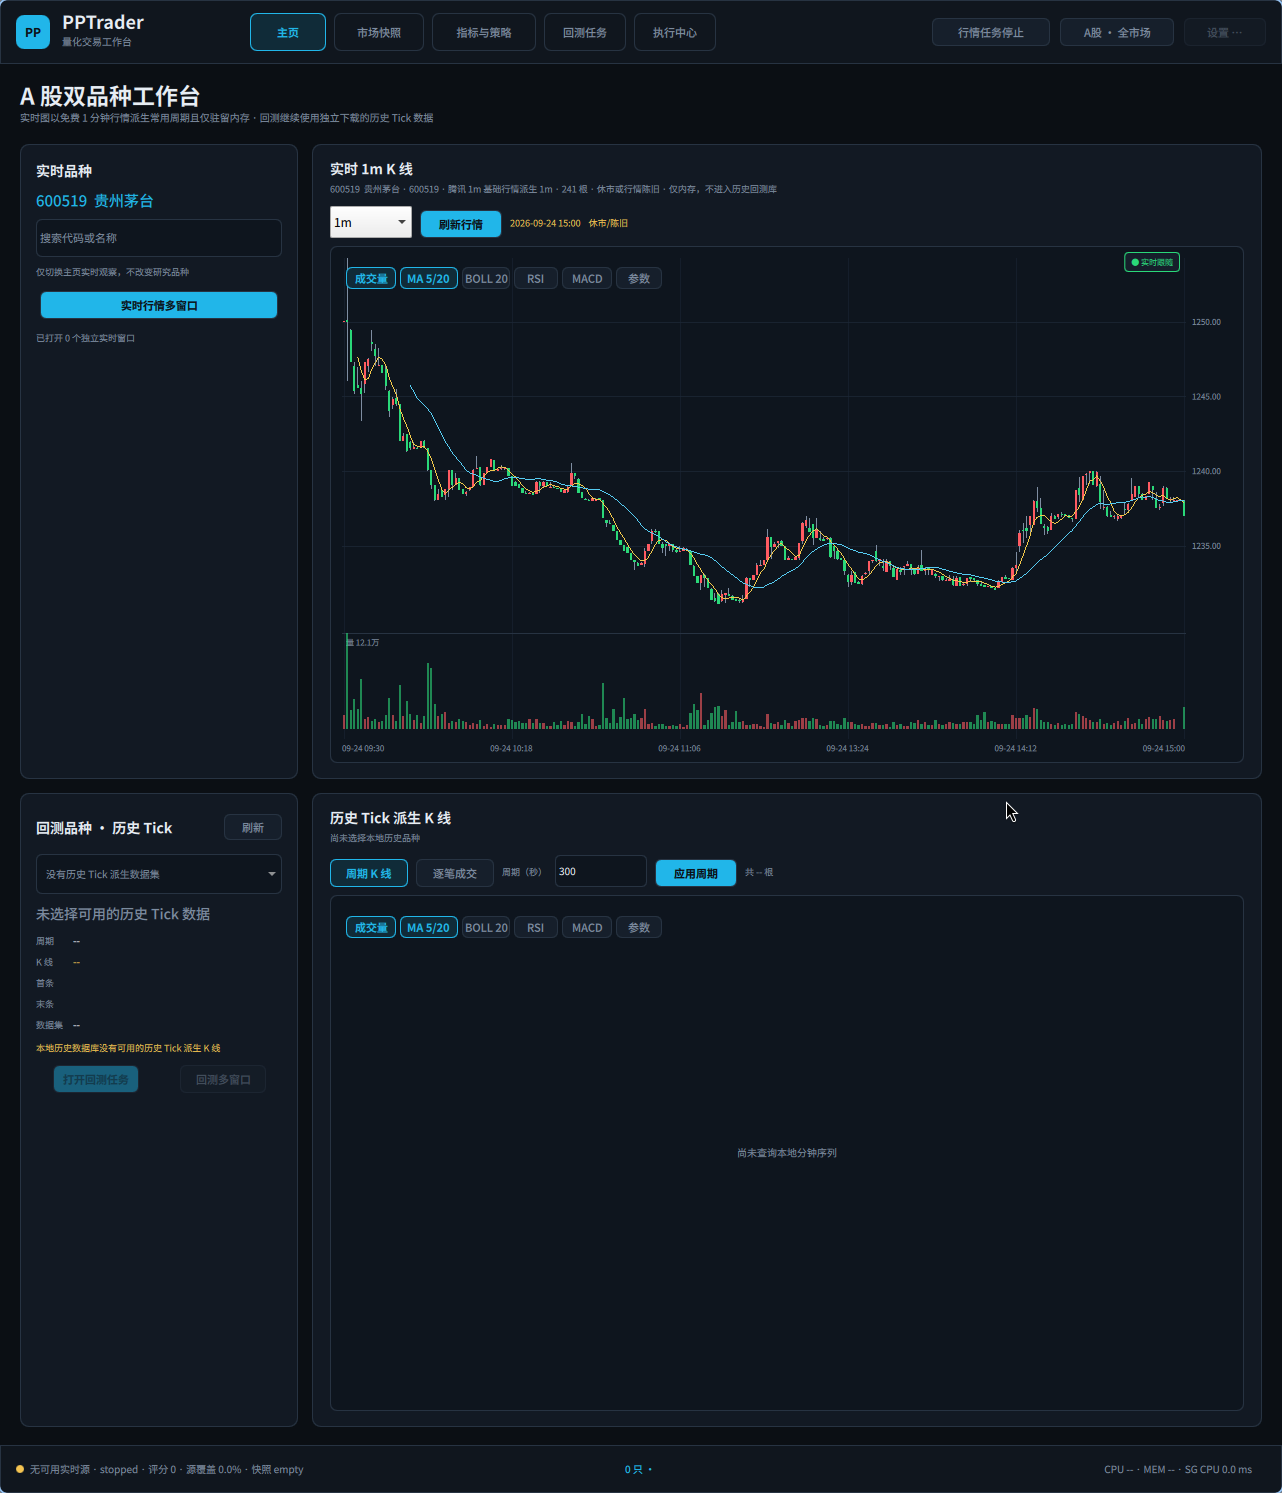 PP
PPTrader
量化交易工作台
主页
市场快照
指标与策略
回测任务
执行中心
行情任务停止
A股 · 全市场
设置 ···
A 股双品种工作台
实时图以免费 1 分钟行情派生常用周期且仅驻留内存 · 回测继续使用独立下载的历史 Tick 数据
实时品种
600519 贵州茅台
搜索代码或名称
仅切换主页实时观察，不改变研究品种
实时行情多窗口
已打开 0 个独立实时窗口
实时 1m K 线
600519 贵州茅台 · 600519 · 腾讯 1m 基础行情派生 1m · 241 根 · 休市或行情陈旧 · 仅内存，不进入历史回测库
1m
刷新行情
2026-09-24 15:00 休市/陈旧
成交量
MA 5/20
BOLL 20
RSI
MACD
参数
实时跟随
1250.00
1245.00
1240.00
1235.00
量 12.1万
09-24 09:30
09-24 10:18
09-24 11:06
09-24 13:24
09-24 14:12
09-24 15:00
回测品种 · 历史 Tick
刷新
没有历史 Tick 派生数据集
未选择可用的历史 Tick 数据
周期 --
K 线 --
首条
末条
数据集 --
本地历史数据库没有可用的历史 Tick 派生 K 线
打开回测任务
回测多窗口
历史 Tick 派生 K 线
尚未选择本地历史品种
周期 K 线
逐笔成交
周期（秒）
300
应用周期
共 -- 根
成交量
MA 5/20
BOLL 20
RSI
MACD
参数
尚未查询本地分钟序列
无可用实时源 · stopped · 评分 0 · 源覆盖 0.0% · 快照 empty
0 只 ·
CPU -- · MEM -- · SG CPU 0.0 ms